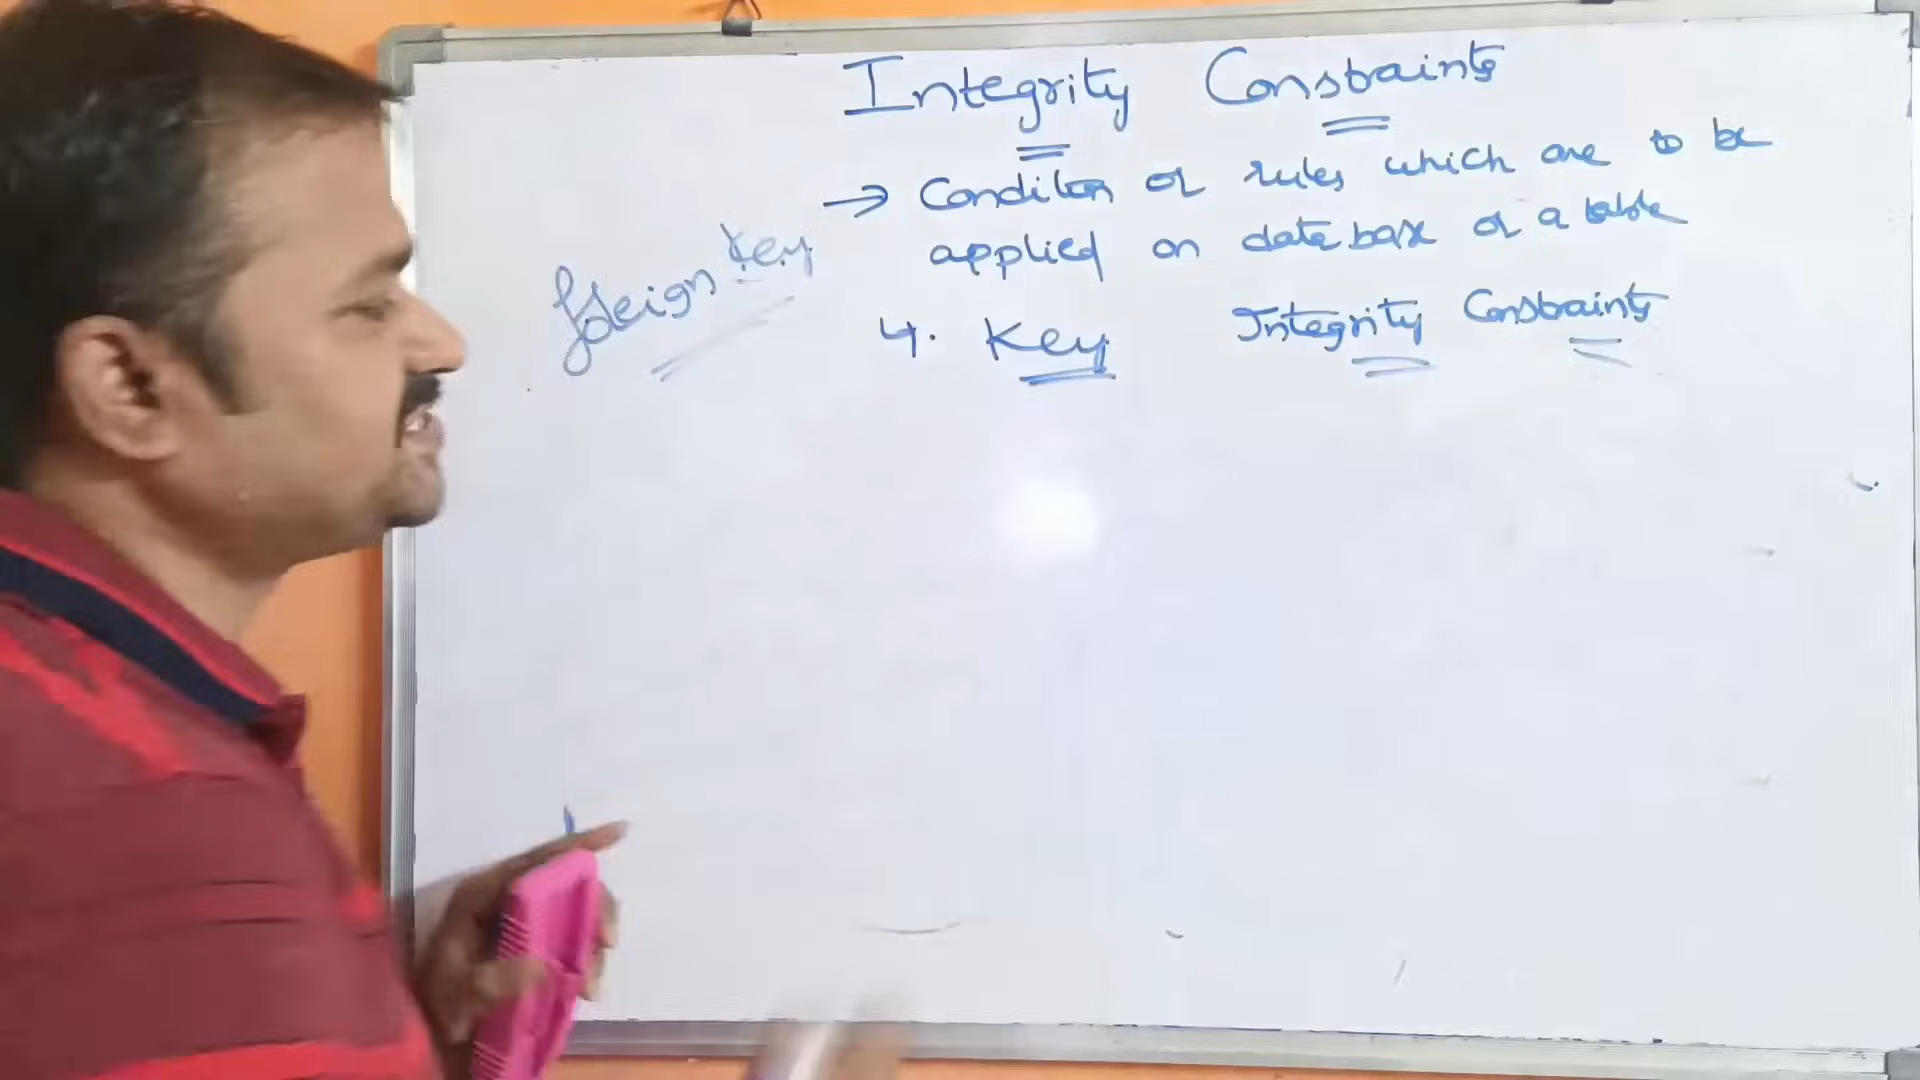 Integrity Constraints
→ Condition or rules which are to be
applied on database or a table
foreign key
4. Key Integrity Constraints